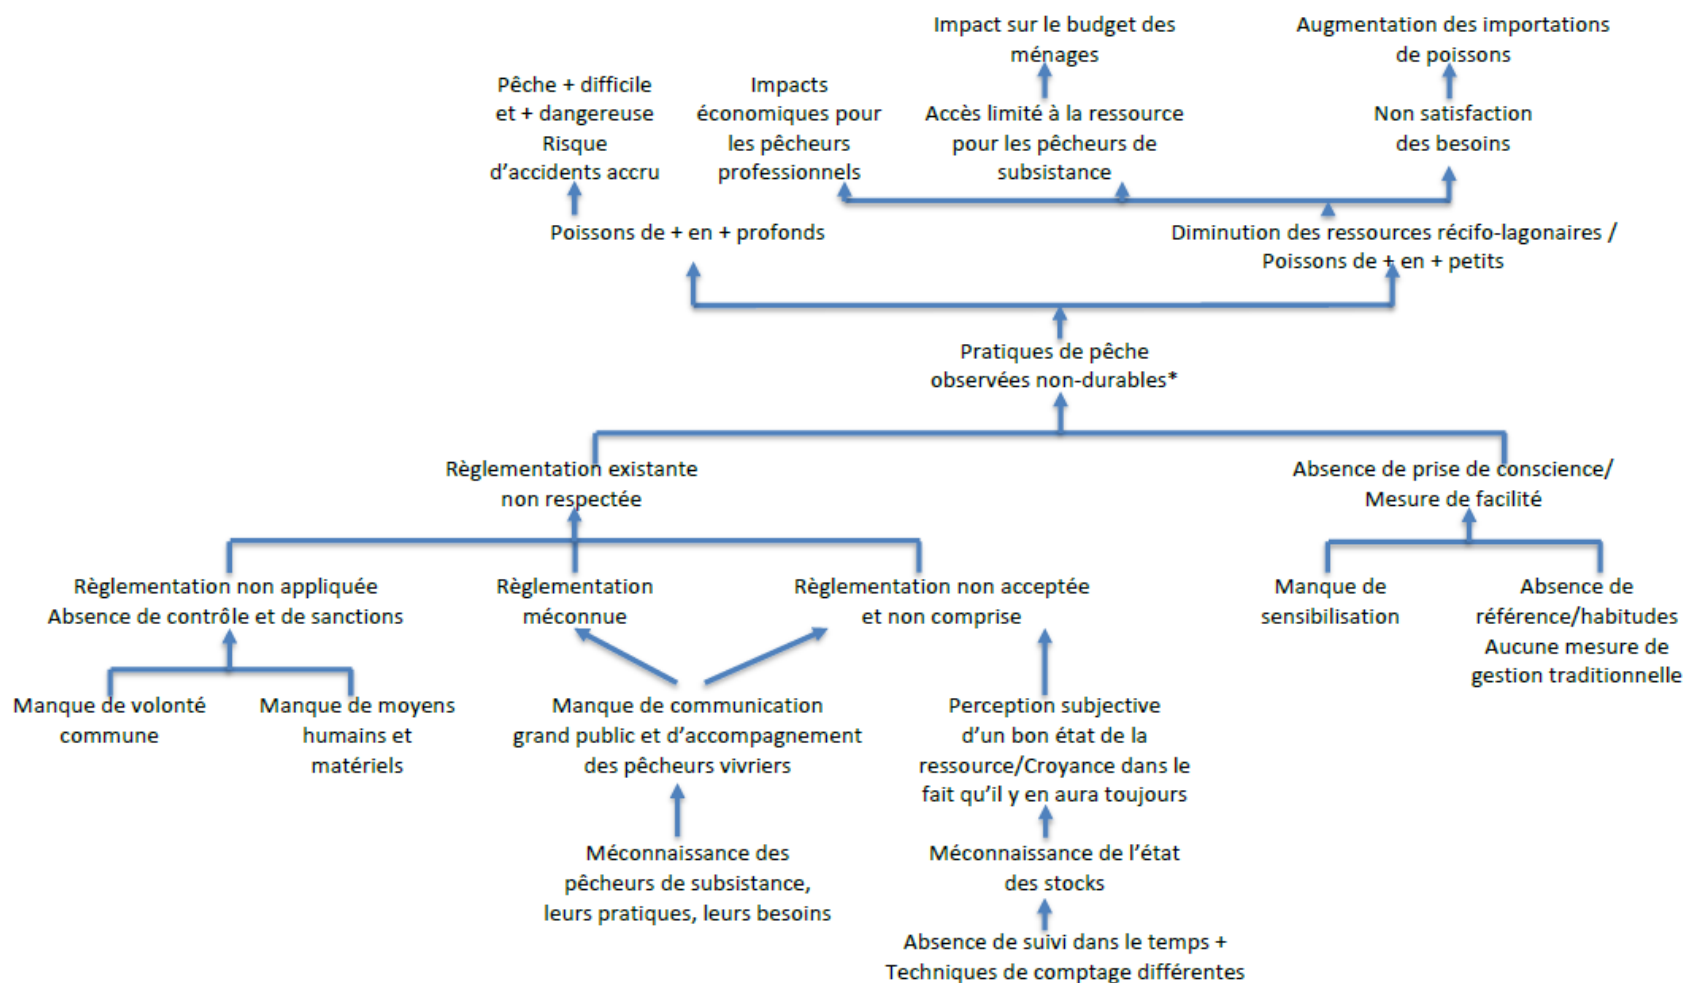 Impact sur le budget des
ménages
Augmentation des importations
de poissons
Pêche + difficile
et + dangereuse
Risque
d'accidents accru
Impacts
économiques pour
les pêcheurs
professionnels
Accès limité à la ressource
pour les pêcheurs de
subsistance
Non satisfaction
des besoins
Poissons de + en + profonds
Diminution des ressources récifo-lagonaires /
Poissons de + en + petits
Pratiques de pêche
observées non-durables*
Règlementation existante
non respectée
Absence de prise de conscience/
Mesure de facilité
Règlementation non appliquée
Absence de contrôle et de sanctions
Règlementation
méconnue
Règlementation non acceptée
et non comprise
Manque de
sensibilisation
Absence de
référence/habitudes
Aucune mesure de
gestion traditionnelle
Manque de volonté
commune
Manque de moyens
humains et
matériels
Manque de communication
grand public et d'accompagnement
des pêcheurs vivriers
Perception subjective
d'un bon état de la
ressource/Croyance dans le
fait qu'il y en aura toujours
Méconnaissance des
pêcheurs de subsistance,
leurs pratiques, leurs besoins
Méconnaissance de l'état
des stocks
Absence de suivi dans le temps +
Techniques de comptage différentes